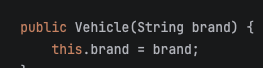 public Vehicle(String brand) {
this.brand = brand;
}